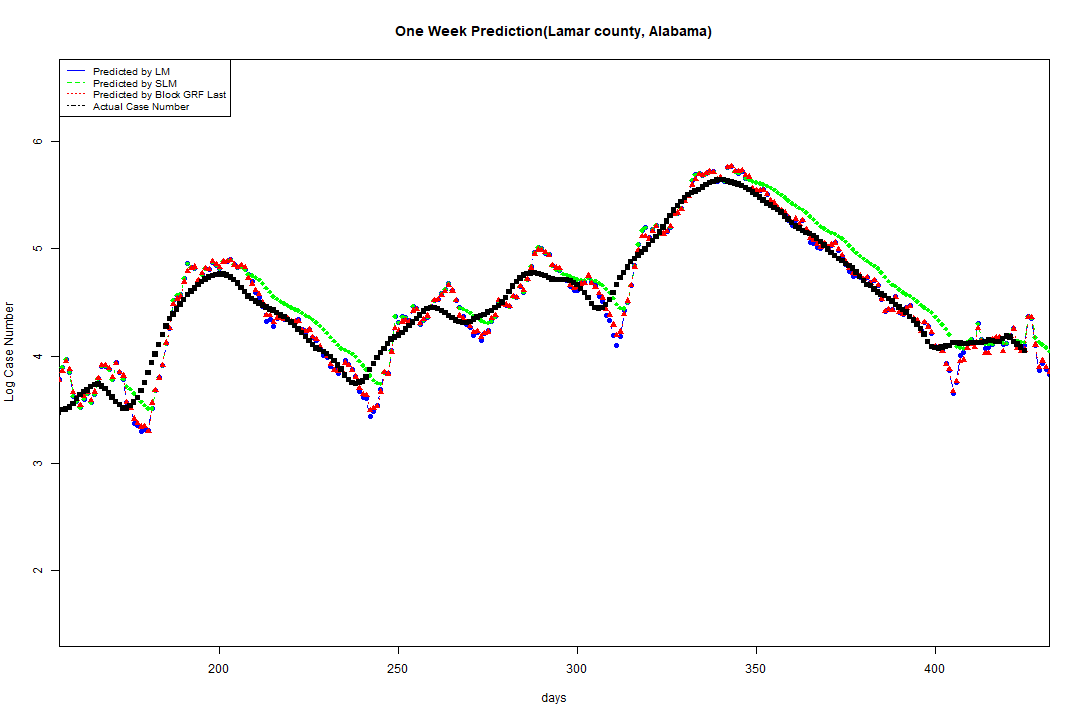 One Week Prediction(Lamar county, Alabama)
Predicted by LM
Predicted by SLM
Predicted by Block GRF Last
Actual Case Number
Log Case Number
6
5
4
3
2
200 250 300 350 400
days